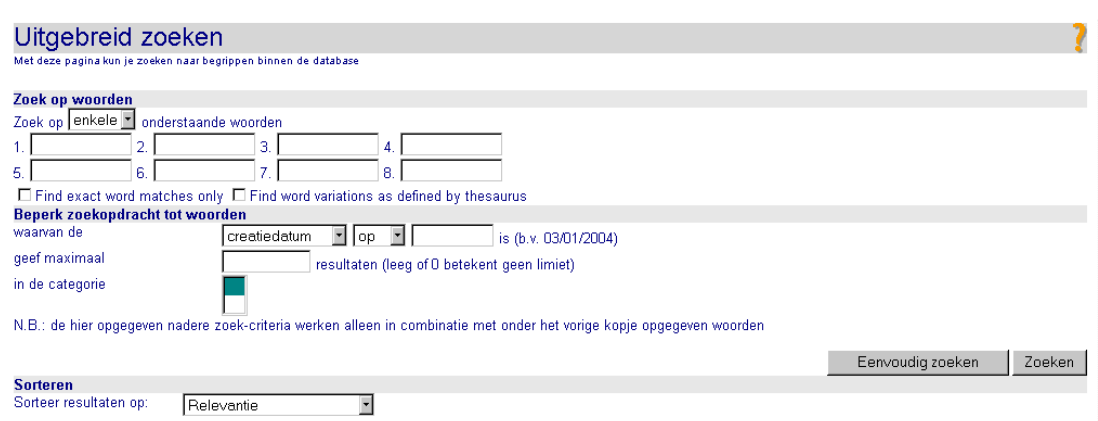 Uitgebreid zoeken ?
Met deze pagina kun je zoeken naar begrippen binnen de database
Zoek op woorden
Zoek op enkele onderstaande woorden
1. 2. 3. 4.
5. 6. 7. 8.
Find exact word matches only Find word variations as defined by thesaurus
Beperk zoekopdracht tot woorden
waarvan de creatiedatum op is (b.v. 03/01/2004)
geef maximaal resultaten (leeg of 0 betekent geen limiet)
in de categorie
N.B.: de hier opgegeven nadere zoek-criteria werken alleen in combinatie met onder het vorige kopje opgegeven woorden
Eenvoudig zoeken Zoeken
Sorteren
Sorteer resultaten op: Relevantie